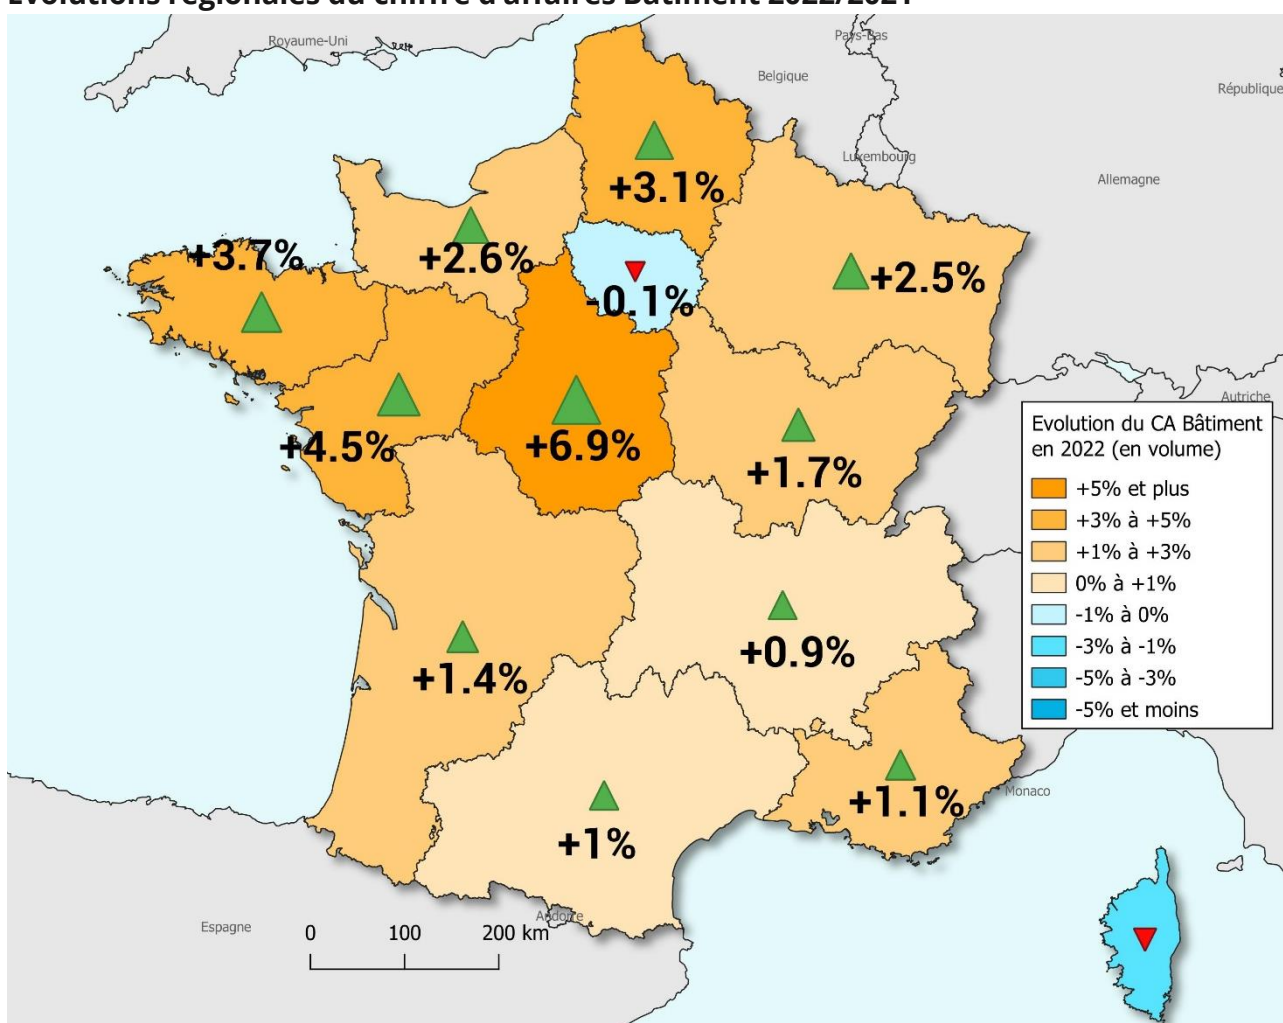 Evolutions régionales du chiffre d'affaires Bâtiment 2022/2021
Royaume-Uni
Pays-Bas
Belgique
République
Luxembourg
Allemagne
+3.1%
+3.7%
+2.6%
-0.1%
+2.5%
Autriche
+4.5%
+6.9%
+1.7%
Evolution du CA Bâtiment
en 2022 (en volume)
+5% et plus
+3% à +5%
+1% à +3%
0% à +1%
-1% à 0%
-3% à -1%
-5% à -3%
-5% et moins
+1.4%
+0.9%
+1.1%
Monaco
+1%
Andorre
Espagne
0 100 200 km